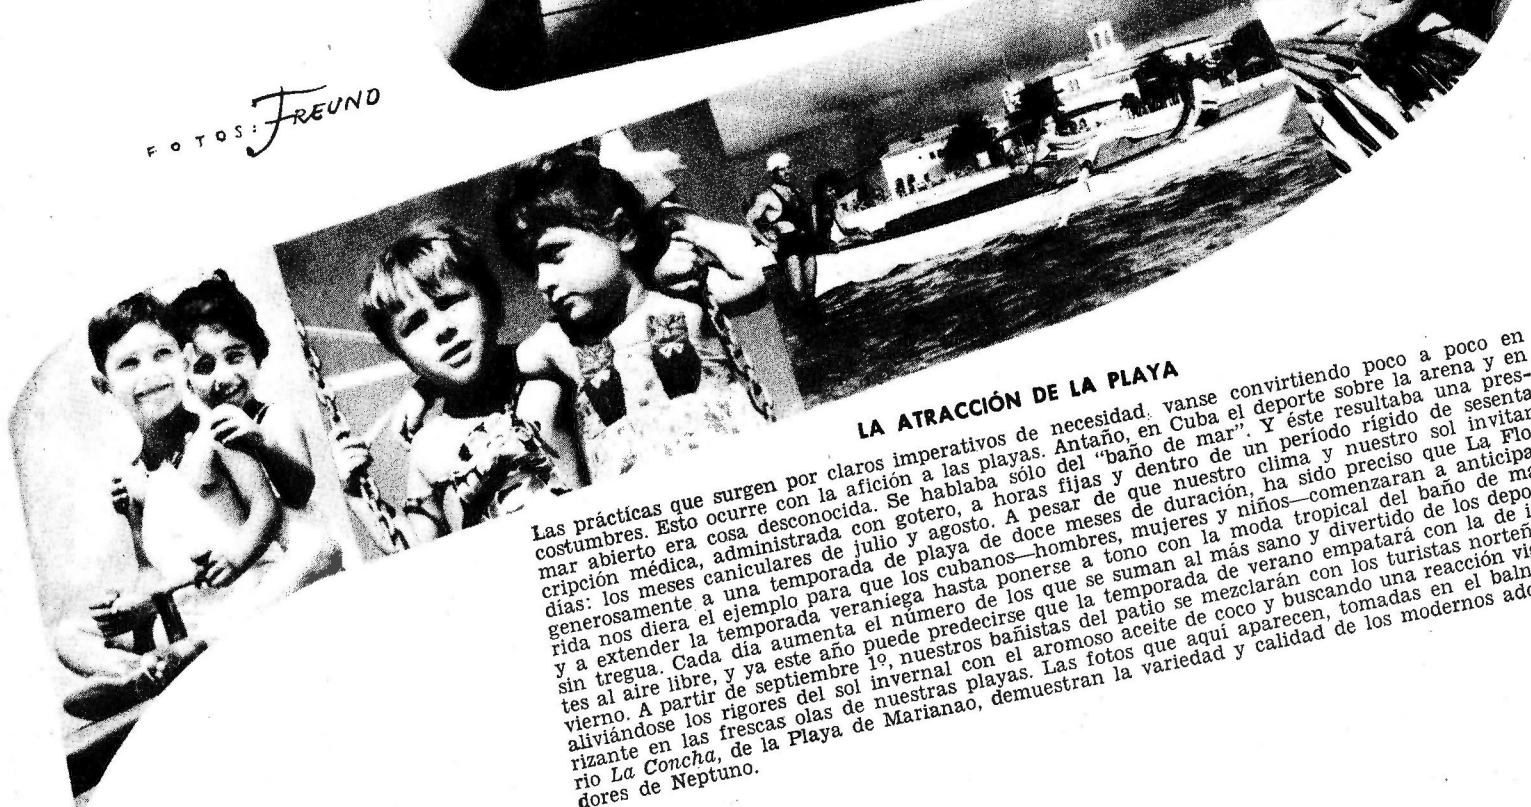 FOTOS: FREUND
LA ATRACCIÓN DE LA PLAYA
Las prácticas que surgen por claros imperativos de necesidad, vanse convirtiendo poco a poco en
costumbres. Esto ocurre con la afición a las playas. Antaño, en Cuba el deporte sobre la arena y en
mar abierto era cosa desconocida. Se hablaba sólo del "baño de mar". Y éste resultaba una pres-
cripción médica, administrada con gotero, a horas fijas y dentro de un período rígido de sesenta
días: los meses caniculares de julio y agosto. A pesar de que nuestro clima y nuestro sol invitan
generosamente a una temporada de playa de doce meses de duración, ha sido preciso que La Flo
rida nos diera el ejemplo para que los cubanos—hombres, mujeres y niños—comenzaran a anticipa
y a extender la temporada veraniega hasta ponerse a tono con la moda tropical del baño de ma
sin tregua. Cada día aumenta el número de los que se suman al más sano y divertido de los depo
tes al aire libre, y ya este año puede predecirse que la temporada de verano empatará con la de i
vierno. A partir de septiembre 1º, nuestros bañistas del patio se mezclarán con los turistas norteñ
aliviándose los rigores del sol invernal con el aromoso aceite de coco y buscando una reacción vi
rizante en las frescas olas de nuestras playas. Las fotos que aquí aparecen, tomadas en el baln
rio La Concha, de la Playa de Marianao, demuestran la variedad y calidad de los modernos ado
dores de Neptuno.